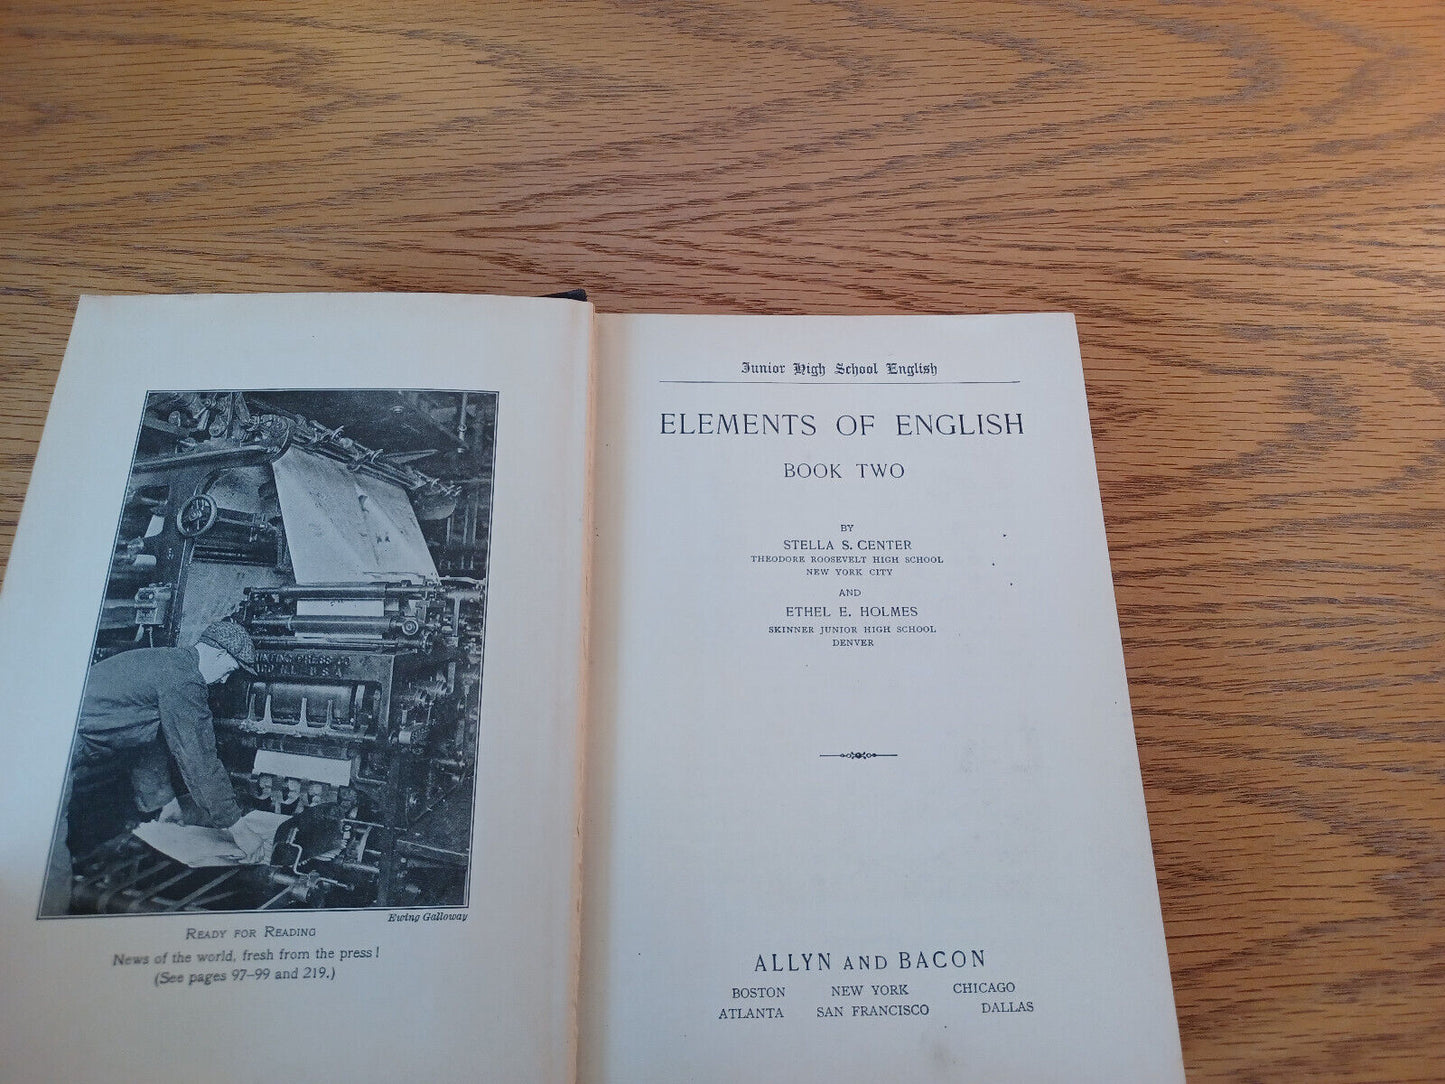 INTING PRESS CO
U.S.A.
Ewing Galloway
READY FOR READING
News of the world, fresh from the press!
(See pages 97–99 and 219.)
Junior High School English
ELEMENTS OF ENGLISH
BOOK TWO
BY
STELLA S. CENTER
THEODORE ROOSEVELT HIGH SCHOOL
NEW YORK CITY
AND
ETHEL E. HOLMES
SKINNER JUNIOR HIGH SCHOOL
DENVER
ALLYN AND BACON
BOSTON NEW YORK CHICAGO
ATLANTA SAN FRANCISCO DALLAS